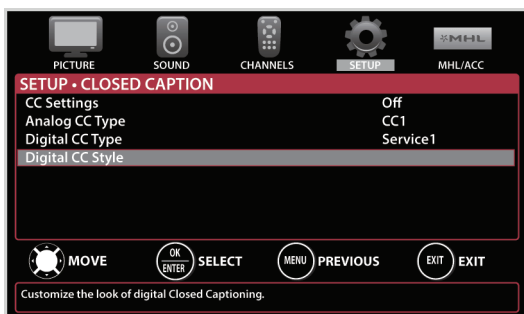 MHL
PICTURE SOUND CHANNELS SETUP MHL/ACC
SETUP • CLOSED CAPTION
CC Settings Off
Analog CC Type CC1
Digital CC Type Service1
Digital CC Style
MOVE OK ENTER SELECT MENU PREVIOUS EXIT EXIT
Customize the look of digital Closed Captioning.